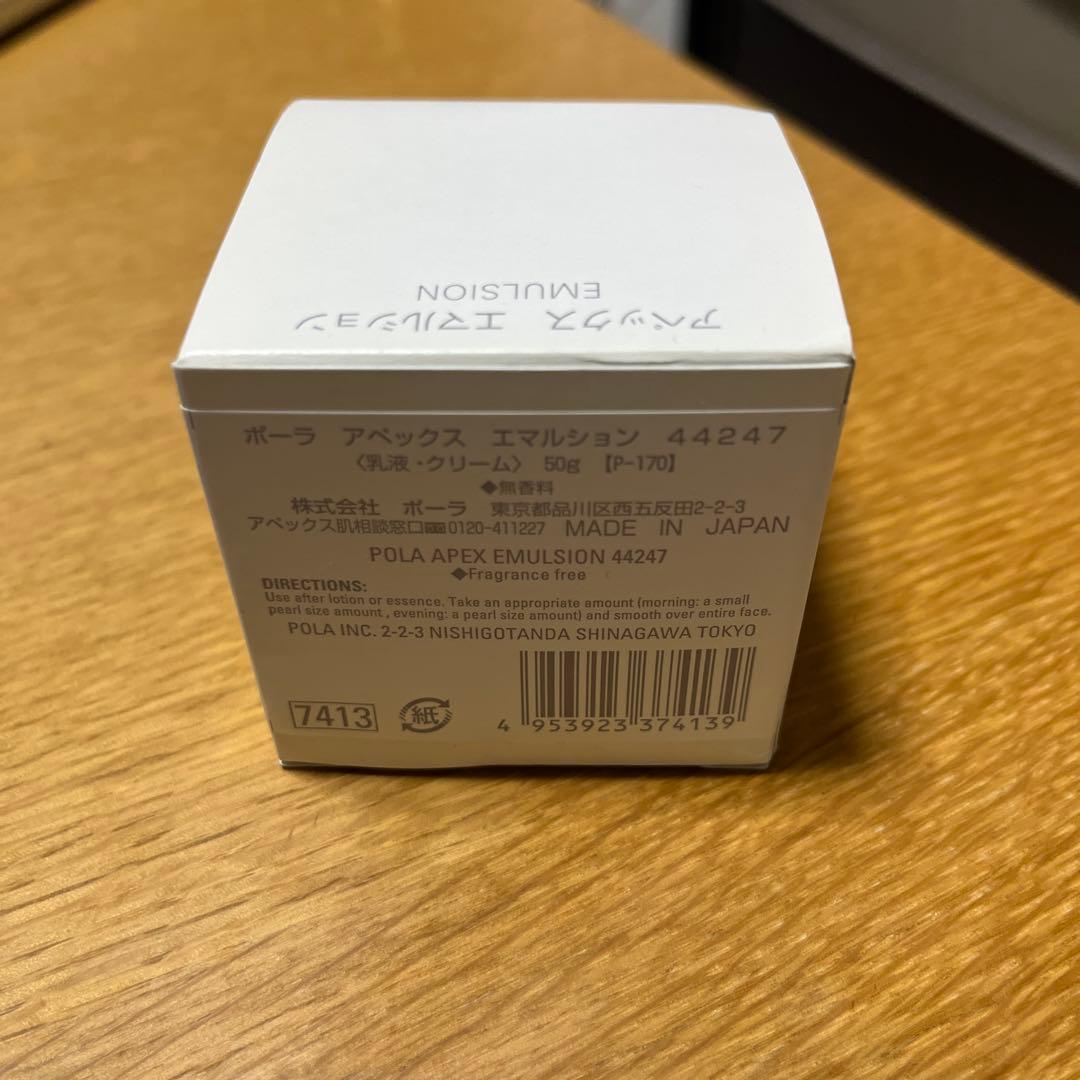 アペックス エマルション
EMULSION
ポーラ アペックス エマルション 44247
〈乳液・クリーム〉 50g 【P-170】
◆無香料
株式会社 ポーラ 東京都品川区西五反田2-2-3
アペックス肌相談窓口 0120-411227 MADE IN JAPAN
POLA APEX EMULSION 44247
◆Fragrance free
DIRECTIONS:
Use after lotion or essence. Take an appropriate amount (morning: a small
pearl size amount , evening: a pearl size amount) and smooth over entire face.
POLA INC. 2-2-3 NISHIGOTANDA SHINAGAWA TOKYO
7413
紙
4 953923 374139